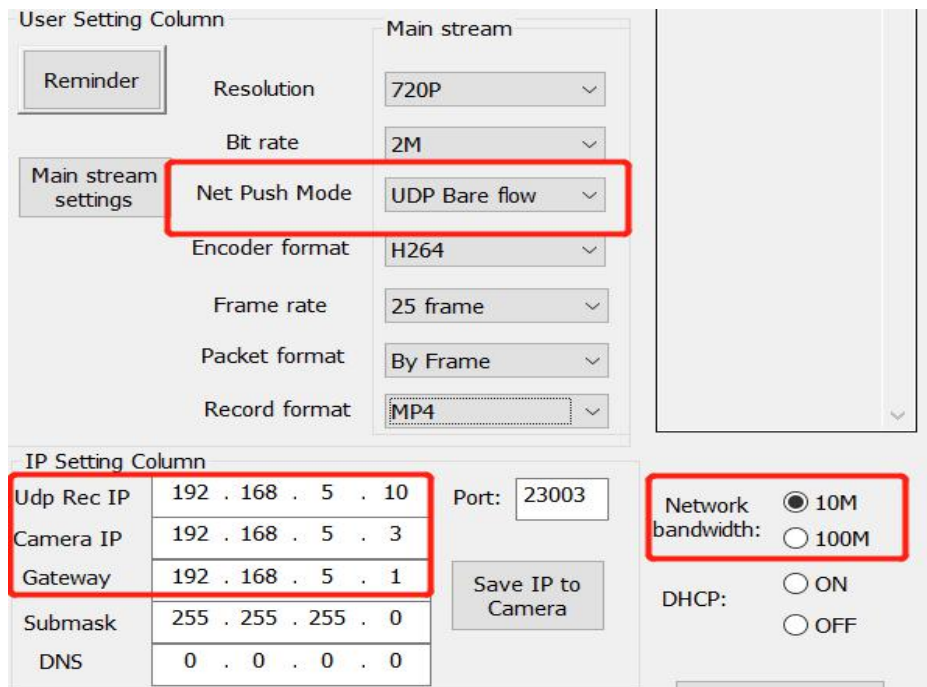 User Setting Column
Main stream
Reminder
Resolution
720P
Bit rate
2M
Main stream
settings
Net Push Mode
UDP Bare flow
Encoder format
H264
Frame rate
25 frame
Packet format
By Frame
Record format
MP4
IP Setting Column
Udp Rec IP
192 . 168 . 5 . 10
Port:
23003
Network
bandwidth:
10M
100M
Camera IP
192 . 168 . 5 . 3
Gateway
192 . 168 . 5 . 1
Save IP to
Camera
DHCP:
ON
OFF
Submask
255 . 255 . 255 . 0
DNS
0 . 0 . 0 . 0